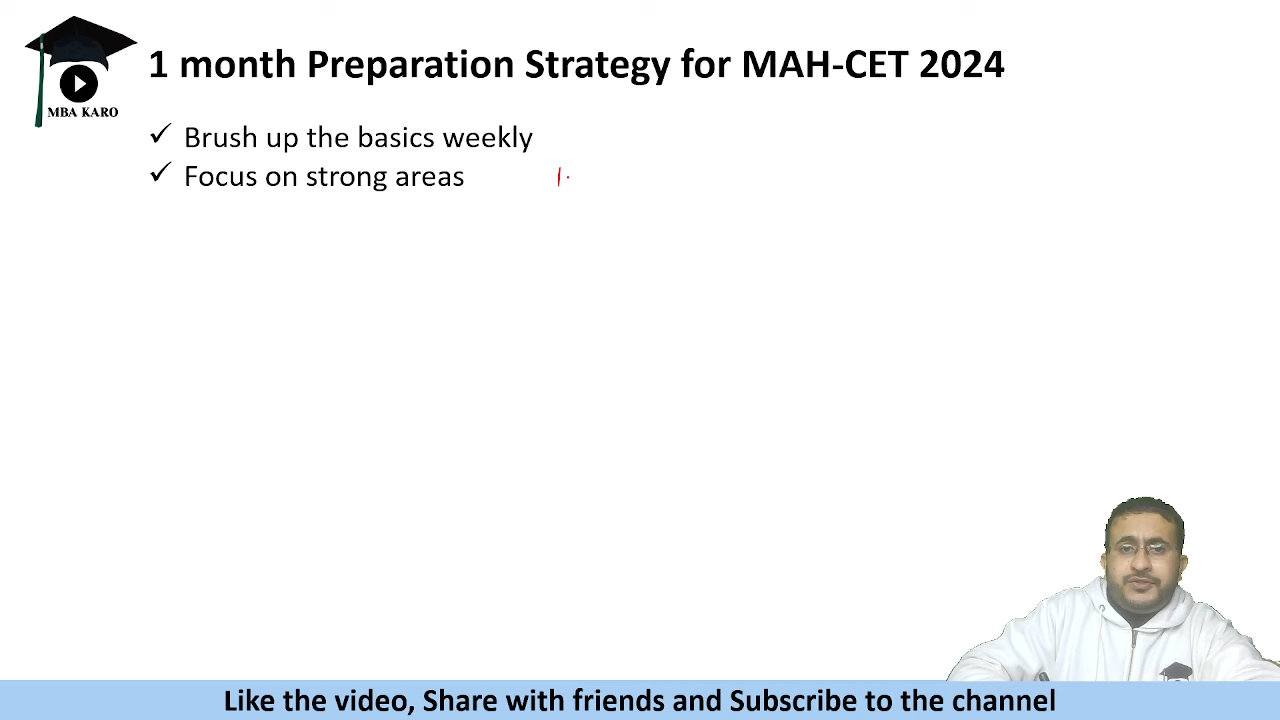 1 month Preparation Strategy for MAH-CET 2024
MBA KARO
✓ Brush up the basics weekly
✓ Focus on strong areas
Like the video, Share with friends and Subscribe to the channel